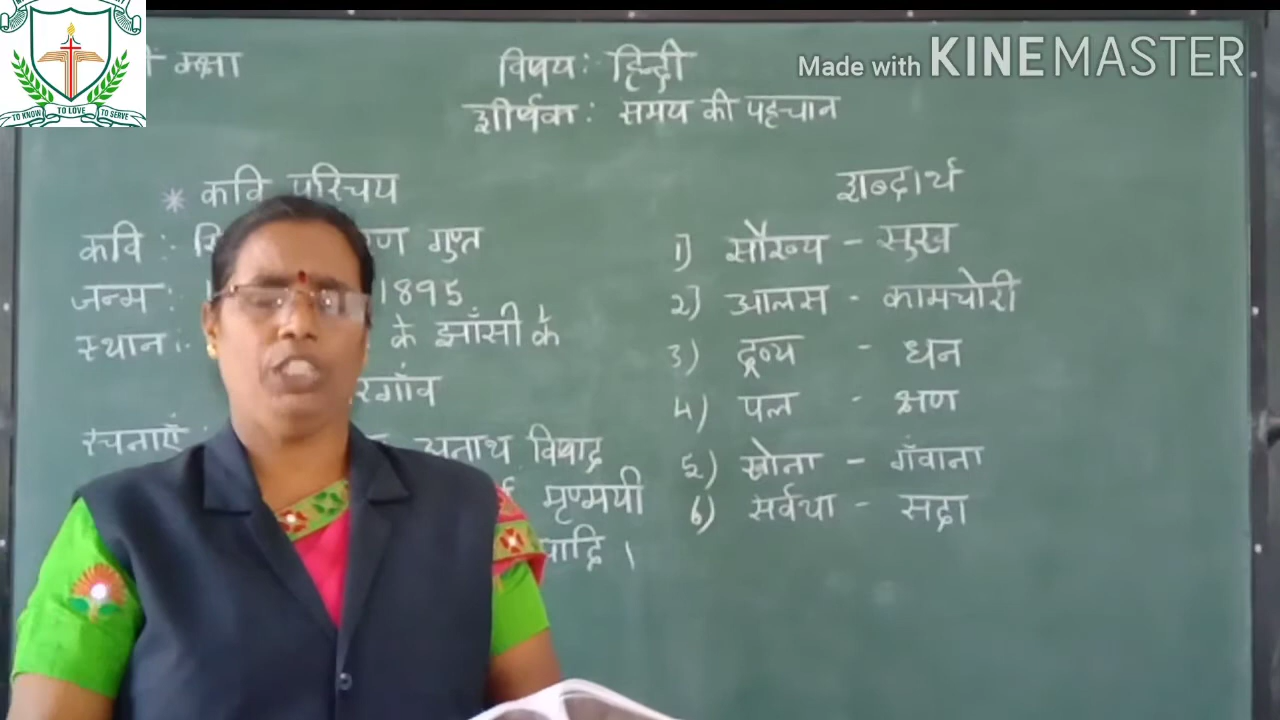 TO KNOW TO LOVE TO SERVE
Made with KINEMASTER
कक्षा
विषय: हिन्दी
शीर्षक: समय की पहचान
* कवि परिचय
कवि :- गुप्त
जन्म: 1895
स्थान:- के झाँसी के
रचनाएँ : अनाथ विषाद
मृण्मयी
शब्दार्थ
1) सौख्य - सुख
2) आलस - कामचोरी
3) द्रव्य - धन
4) पल - क्षण
5) खोना - गँवाना
6) सर्वथा - सदा